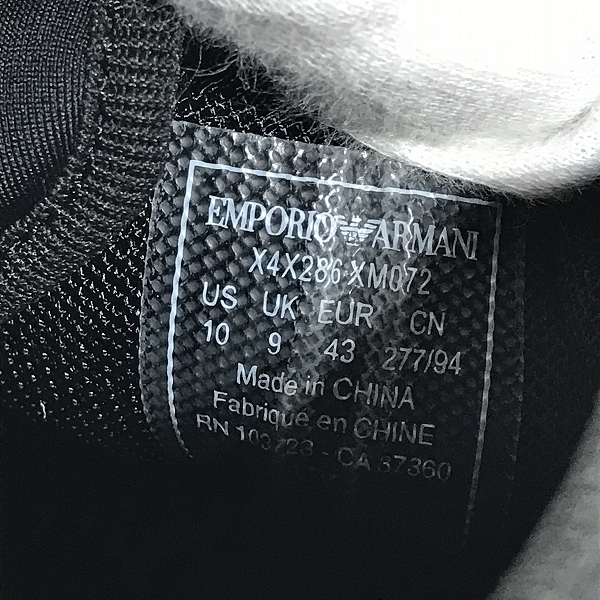 EMPORIO ARMANI
X4X286 XM072
US UK EUR CN
10 9 43 277/94
Made in CHINA
Fabriqué en CHINE
RN 103723 - CA 37360